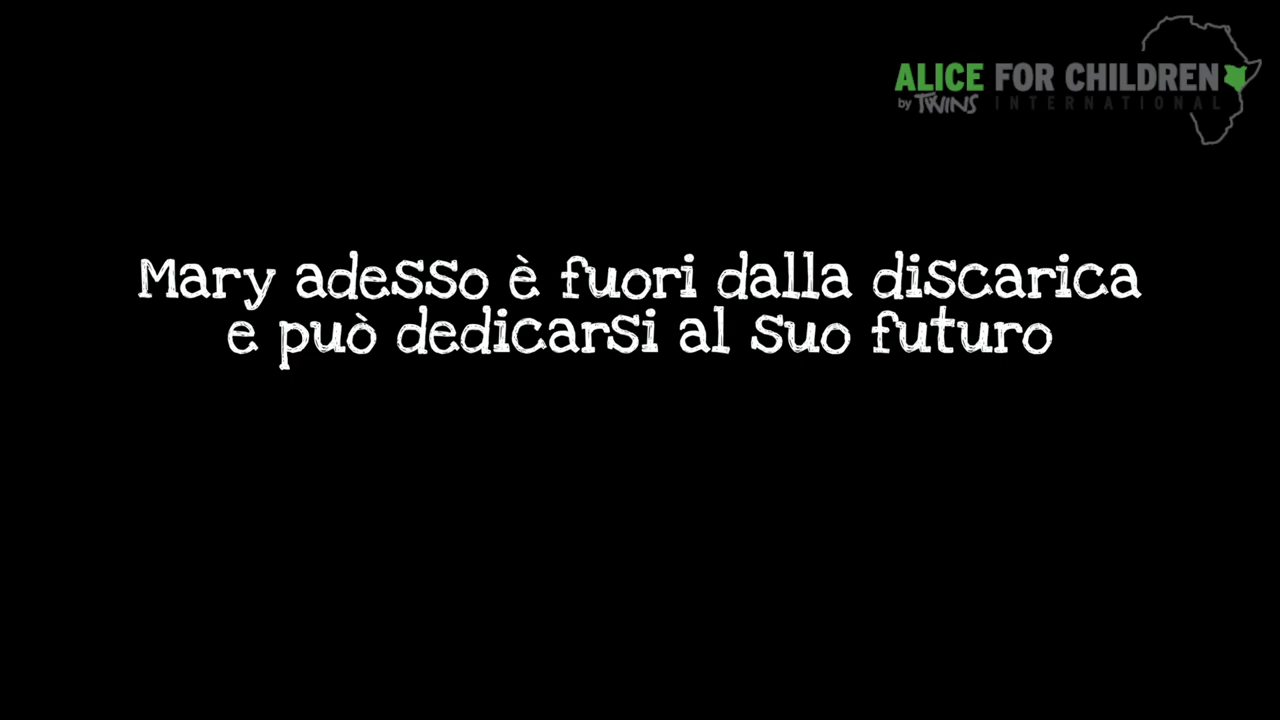 ALICE FOR CHILDREN
by TWINS INTERNATIONAL
Mary adesso è fuori dalla discarica
e può dedicarsi al suo futuro